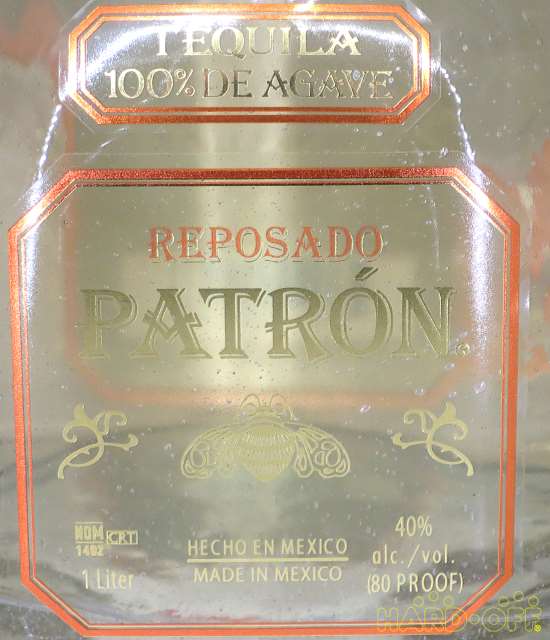 TEQUILA
100% DE AGAVE
REPOSADO
PATRÓN®
NOM
1492
CRT
1 Liter
HECHO EN MEXICO
MADE IN MEXICO
40%
alc./vol.
(80 PROOF)
HARD-OFF®